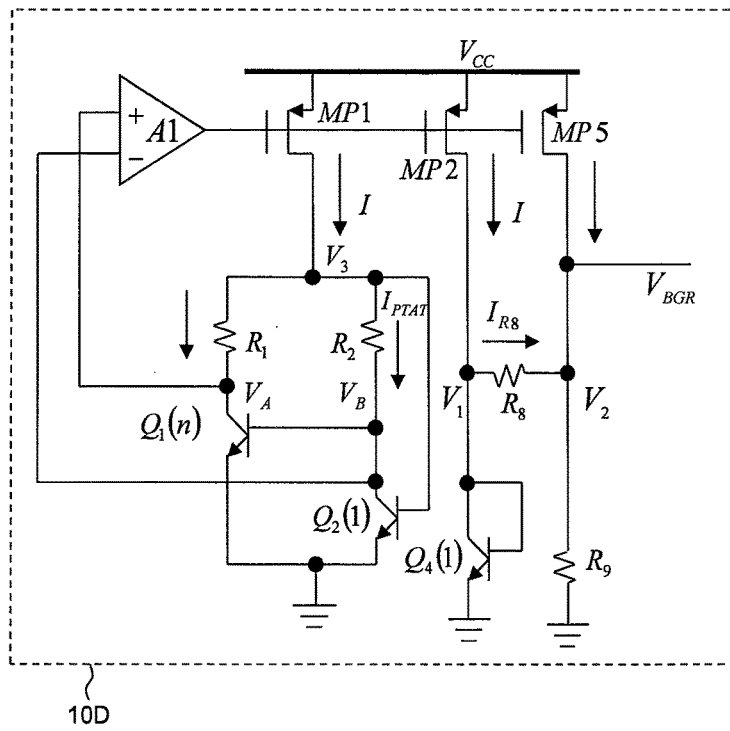 V_CC
+
A1
−
MP1
MP2
MP5
I
I
V_3
V_BGR
I_PTAT
I_R8
R_1
R_2
V_A
V_B
V_1
R_8
V_2
Q_1(n)
Q_2(1)
Q_4(1)
R_9
10D